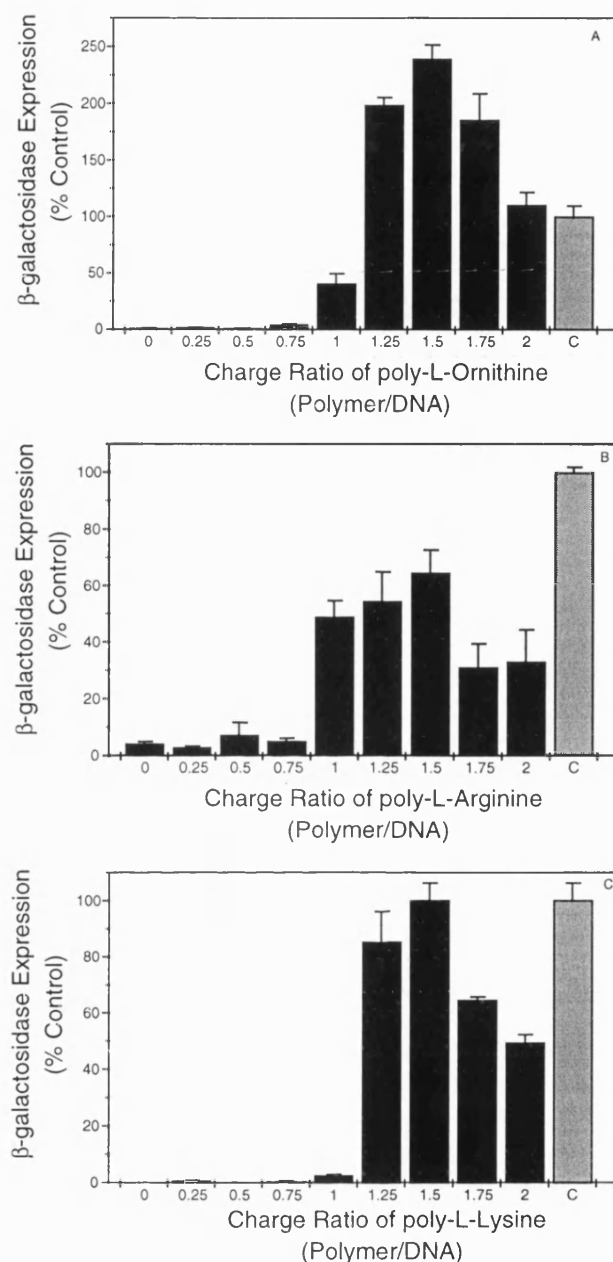 A
β-galactosidase Expression
(% Control)
250
200
150
100
50
0
0 0.25 0.5 0.75 1 1.25 1.5 1.75 2 C
Charge Ratio of poly-L-Ornithine
(Polymer/DNA)
B
β-galactosidase Expression
(% Control)
100
80
60
40
20
0
0 0.25 0.5 0.75 1 1.25 1.5 1.75 2 C
Charge Ratio of poly-L-Arginine
(Polymer/DNA)
C
β-galactosidase Expression
(% Control)
100
80
60
40
20
0
0 0.25 0.5 0.75 1 1.25 1.5 1.75 2 C
Charge Ratio of poly-L-Lysine
(Polymer/DNA)